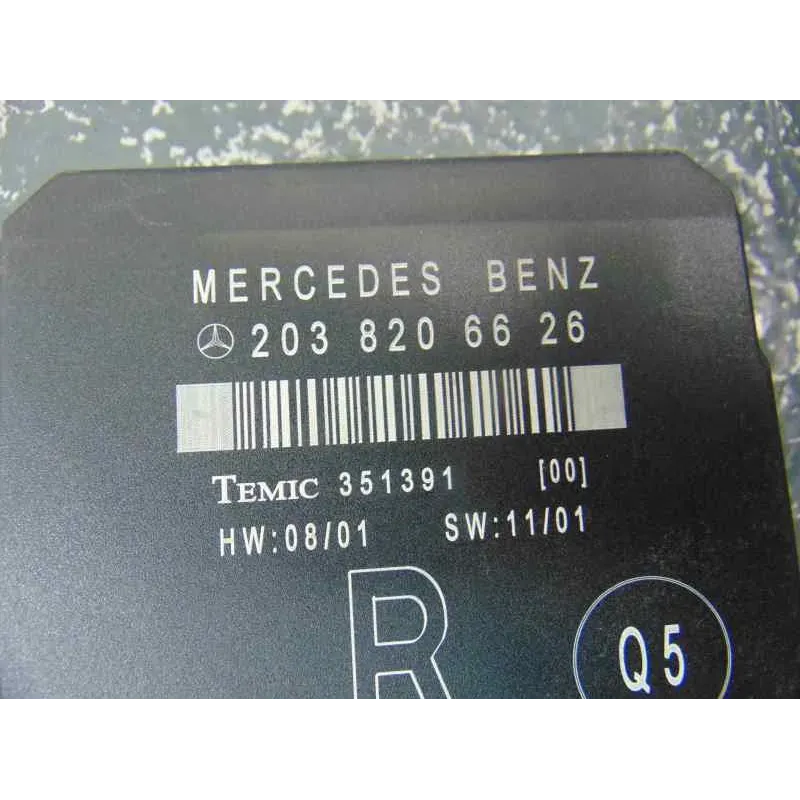 MERCEDES BENZ
203 820 66 26
TEMIC 351391 [00]
HW:08/01 SW:11/01
R
Q5